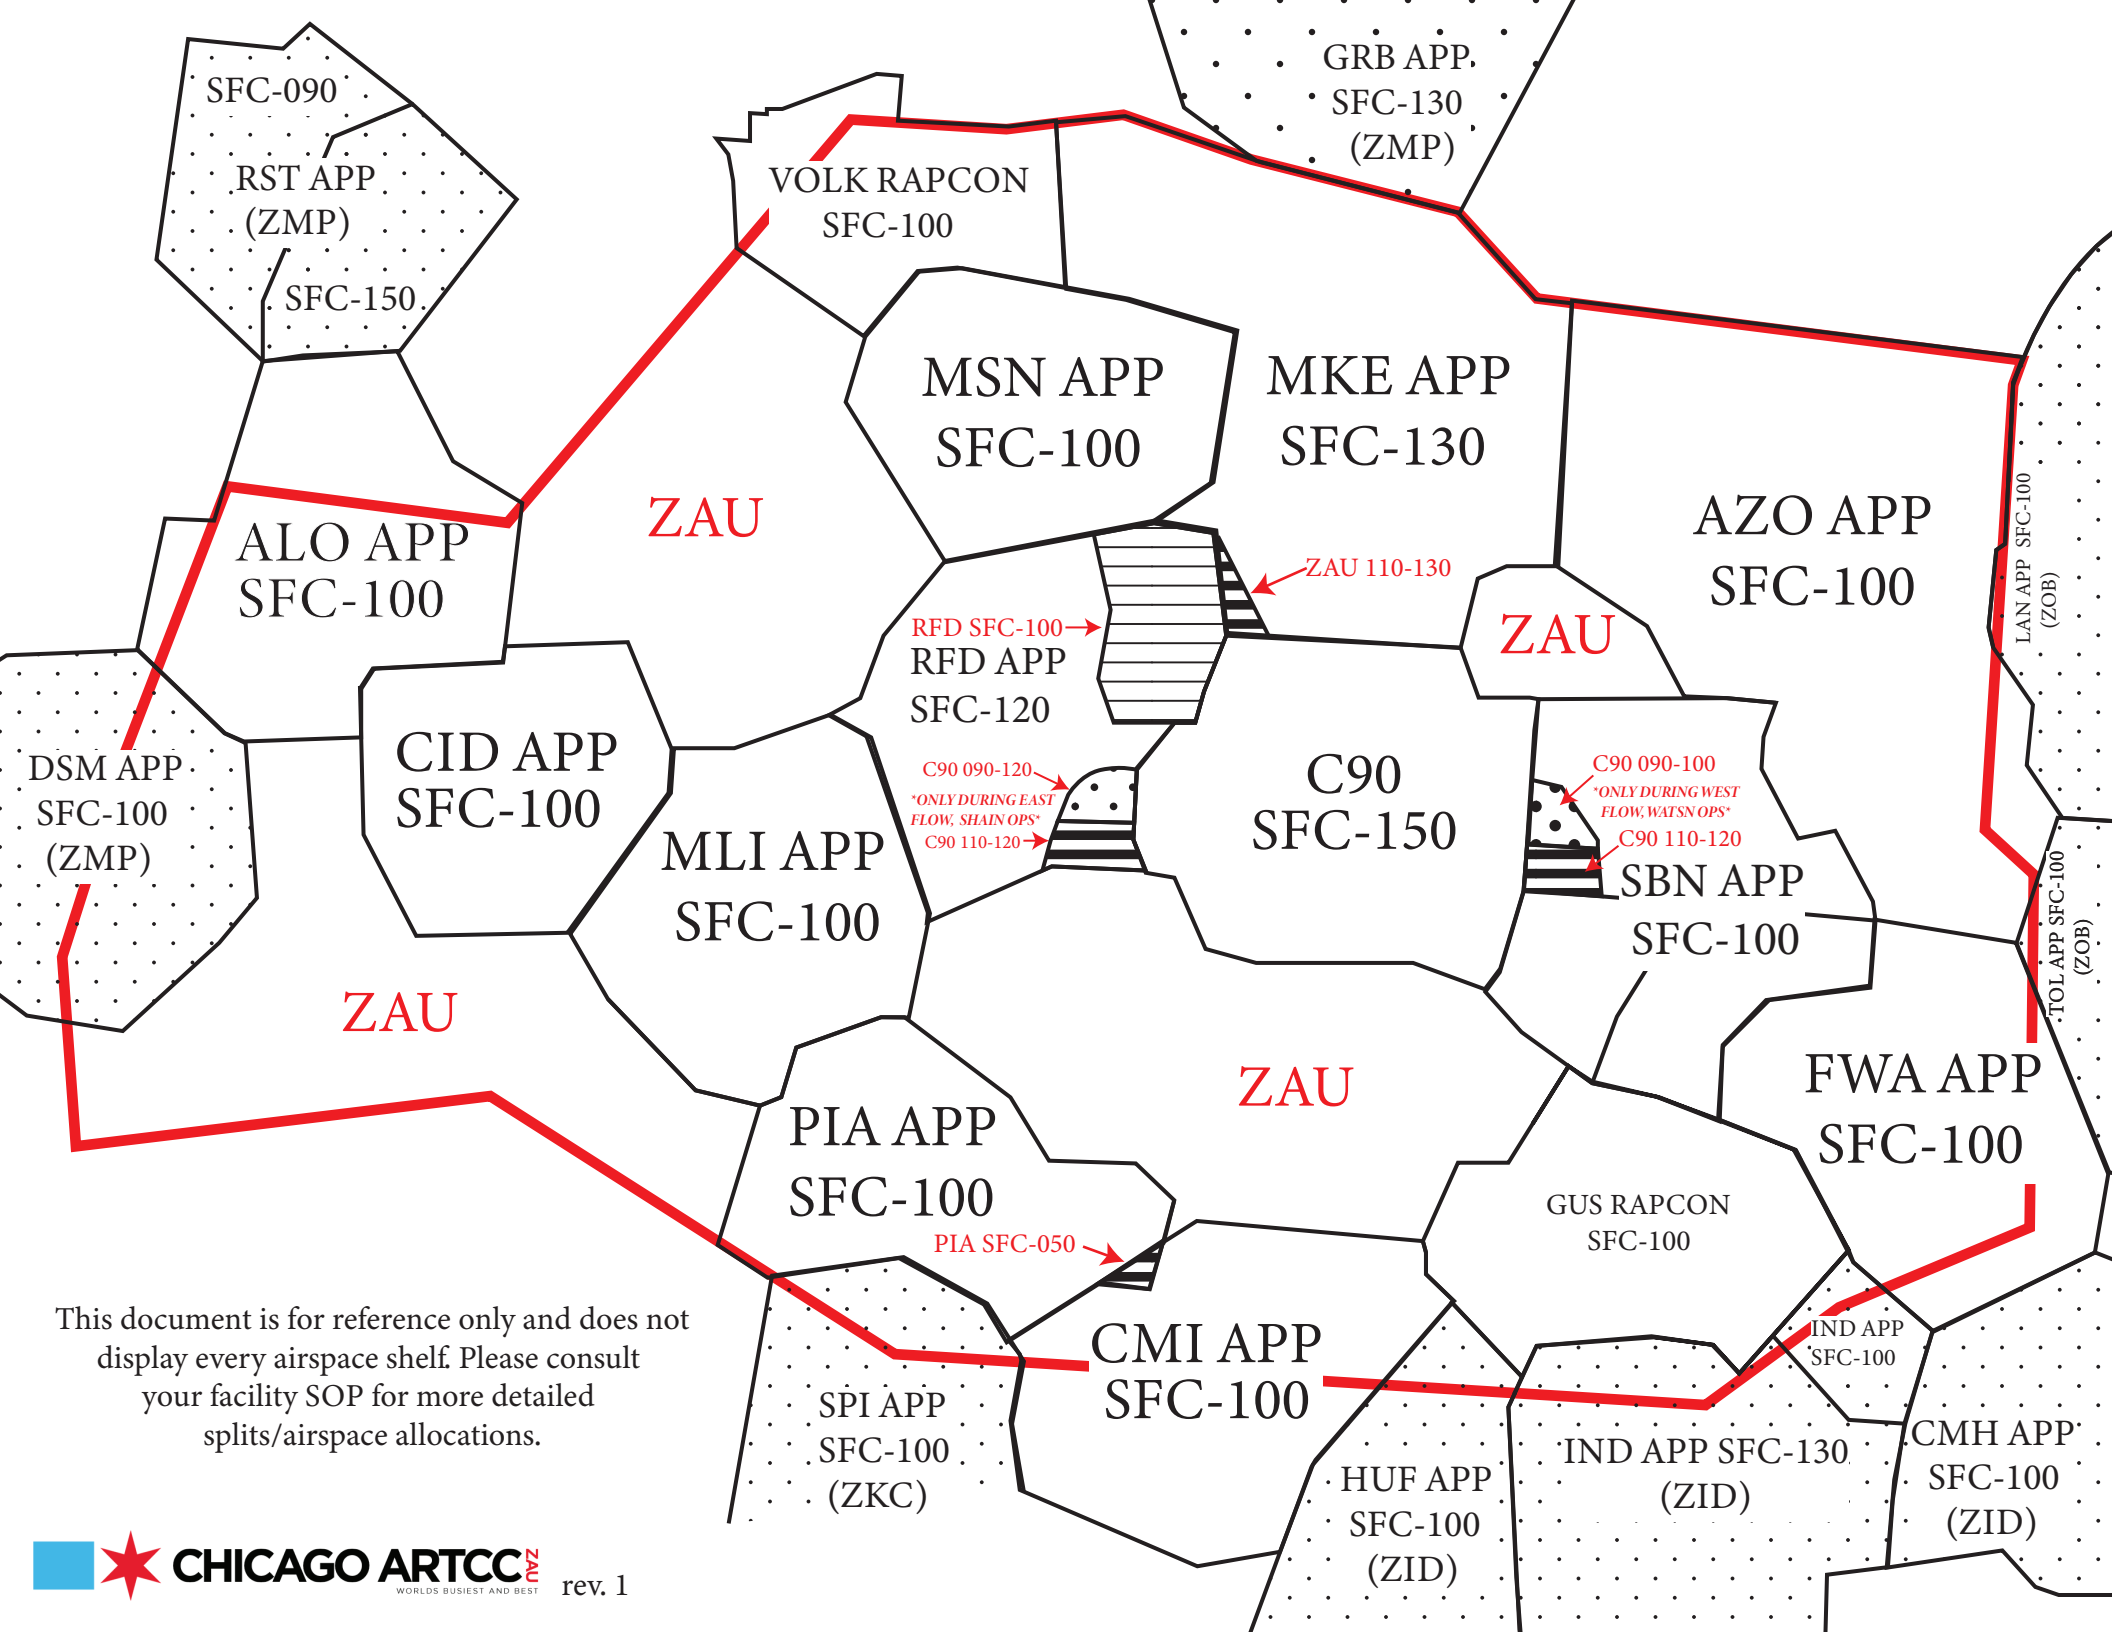 GRB APP
SFC-130
(ZMP)
SFC-090
RST APP
(ZMP)
SFC-150
VOLK RAPCON
SFC-100
MSN APP
SFC-100
MKE APP
SFC-130
ZAU
AZO APP
SFC-100
LAN APP SFC-100
(ZOB)
ALO APP
SFC-100
ZAU 110-130
ZAU
RFD SFC-100
RFD APP
SFC-120
DSM APP
SFC-100
(ZMP)
CID APP
SFC-100
C90 090-120
*ONLY DURING EAST
FLOW, SHAIN OPS*
C90 110-120
C90
SFC-150
C90 090-100
*ONLY DURING WEST
FLOW, WATSN OPS*
C90 110-120
SBN APP
SFC-100
MLI APP
SFC-100
TOL APP SFC-100
(ZOB)
ZAU
ZAU
FWA APP
SFC-100
PIA APP
SFC-100
PIA SFC-050
GUS RAPCON
SFC-100
This document is for reference only and does not
display every airspace shelf. Please consult
your facility SOP for more detailed
splits/airspace allocations.
CMI APP
SFC-100
IND APP
SFC-100
SPI APP
SFC-100
(ZKC)
HUF APP
SFC-100
(ZID)
IND APP SFC-130
(ZID)
CMH APP
SFC-100
(ZID)
CHICAGO ARTCC
ZAU
WORLDS BUSIEST AND BEST
rev. 1